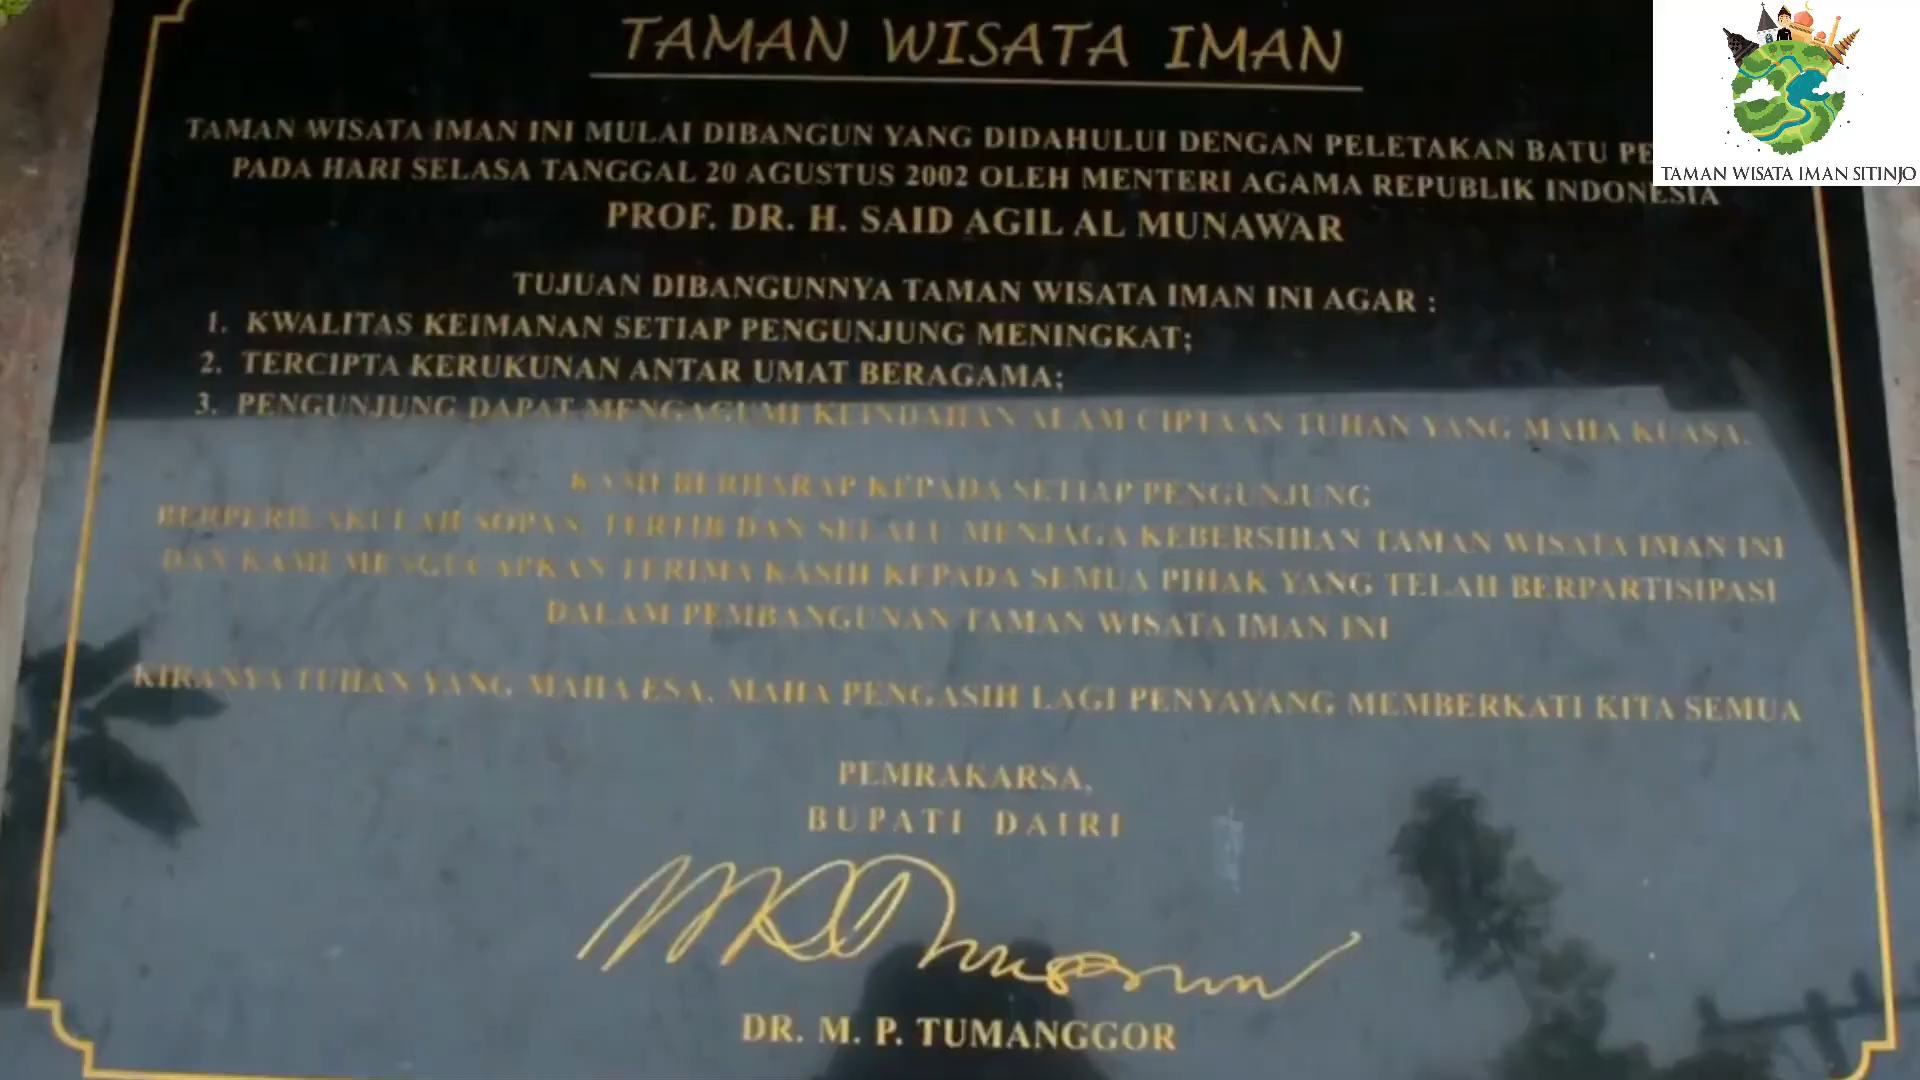 TAMAN WISATA IMAN
TAMAN WISATA IMAN INI MULAI DIBANGUN YANG DIDAHULUI DENGAN PELETAKAN BATU
PADA HARI SELASA TANGGAL 20 AGUSTUS 2002 OLEH MENTERI AGAMA REPUBLIK INDONESIA
PROF. DR. H. SAID AGIL AL MUNAWAR
TUJUAN DIBANGUNNYA TAMAN WISATA IMAN INI AGAR :
1. KWALITAS KEIMANAN SETIAP PENGUNJUNG MENINGKAT;
2. TERCIPTA KERUKUNAN ANTAR UMAT BERAGAMA;
3. PENGUNJUNG DAPAT MENGAGUMI KEINDAHAN ALAM CIPTAAN TUHAN YANG MAHA KUASA.
KAMI BERHARAP KEPADA SETIAP PENGUNJUNG
BERPERILAKULAH SOPAN, TERTIB DAN SELALU MENJAGA KEBERSIHAN TAMAN WISATA IMAN INI
DAN KAMI MENGUCAPKAN TERIMA KASIH KEPADA SEMUA PIHAK YANG TELAH BERPARTISIPASI
DALAM PEMBANGUNAN TAMAN WISATA IMAN INI
KIRANYA TUHAN YANG MAHA ESA, MAHA PENGASIH LAGI PENYAYANG MEMBERKATI KITA SEMUA
PEMRAKARSA,
BUPATI DAIRI
DR. M. P. TUMANGGOR
TAMAN WISATA IMAN SITINJO